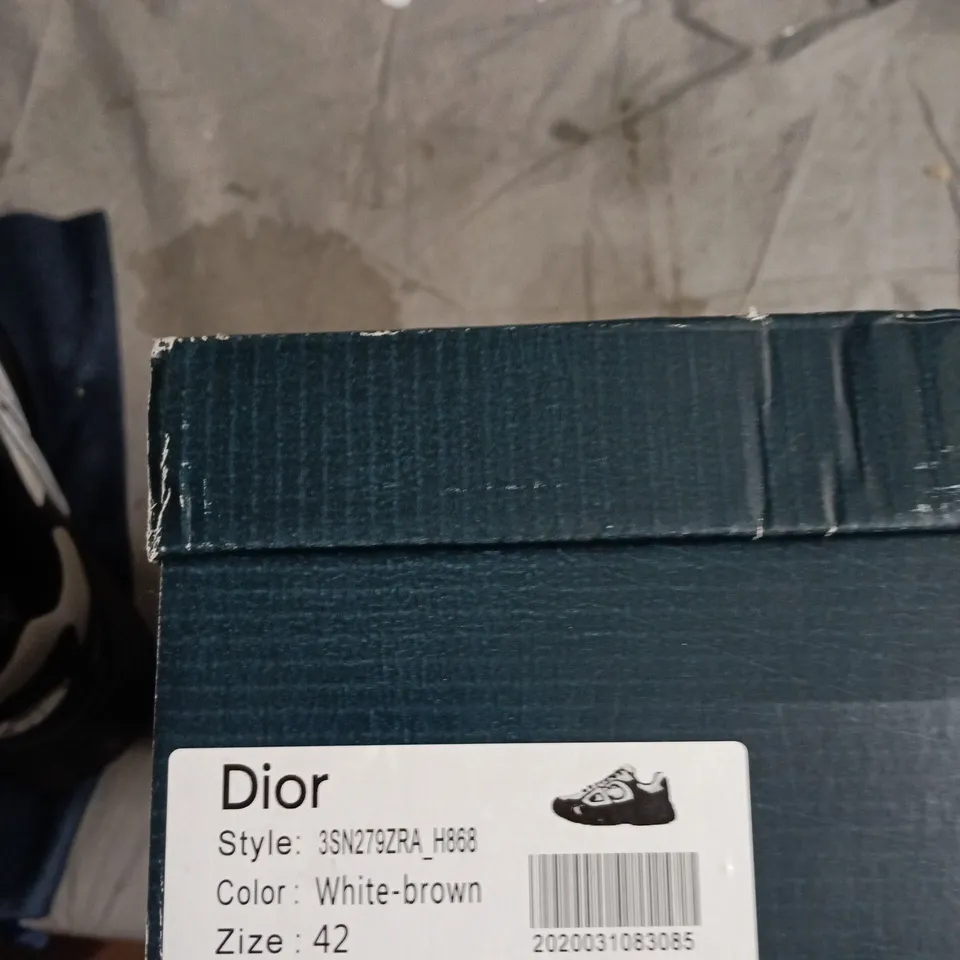 Dior
Style: 3SN279ZRA_H868
Color : White-brown
Zize : 42
2020031083085